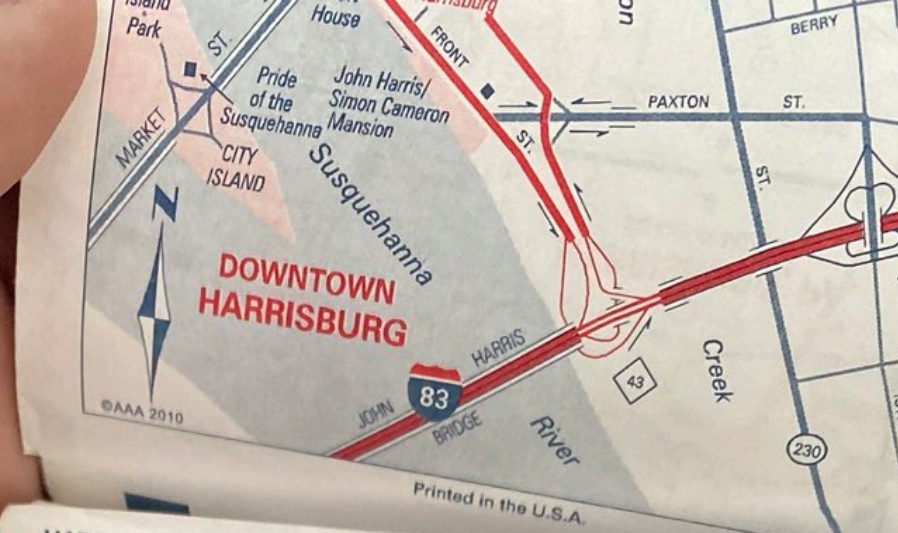 Island
Park
House
FRONT
ST.
BERRY
ST.
Pride
of the
Susquehanna
John Harris/
Simon Cameron
Mansion
PAXTON ST.
MARKET
CITY
ISLAND
ST.
N
Susquehanna
DOWNTOWN
HARRISBURG
HARRIS
83
JOHN
BRIDGE
43
Creek
River
230
©AAA 2010
Printed in the U.S.A.